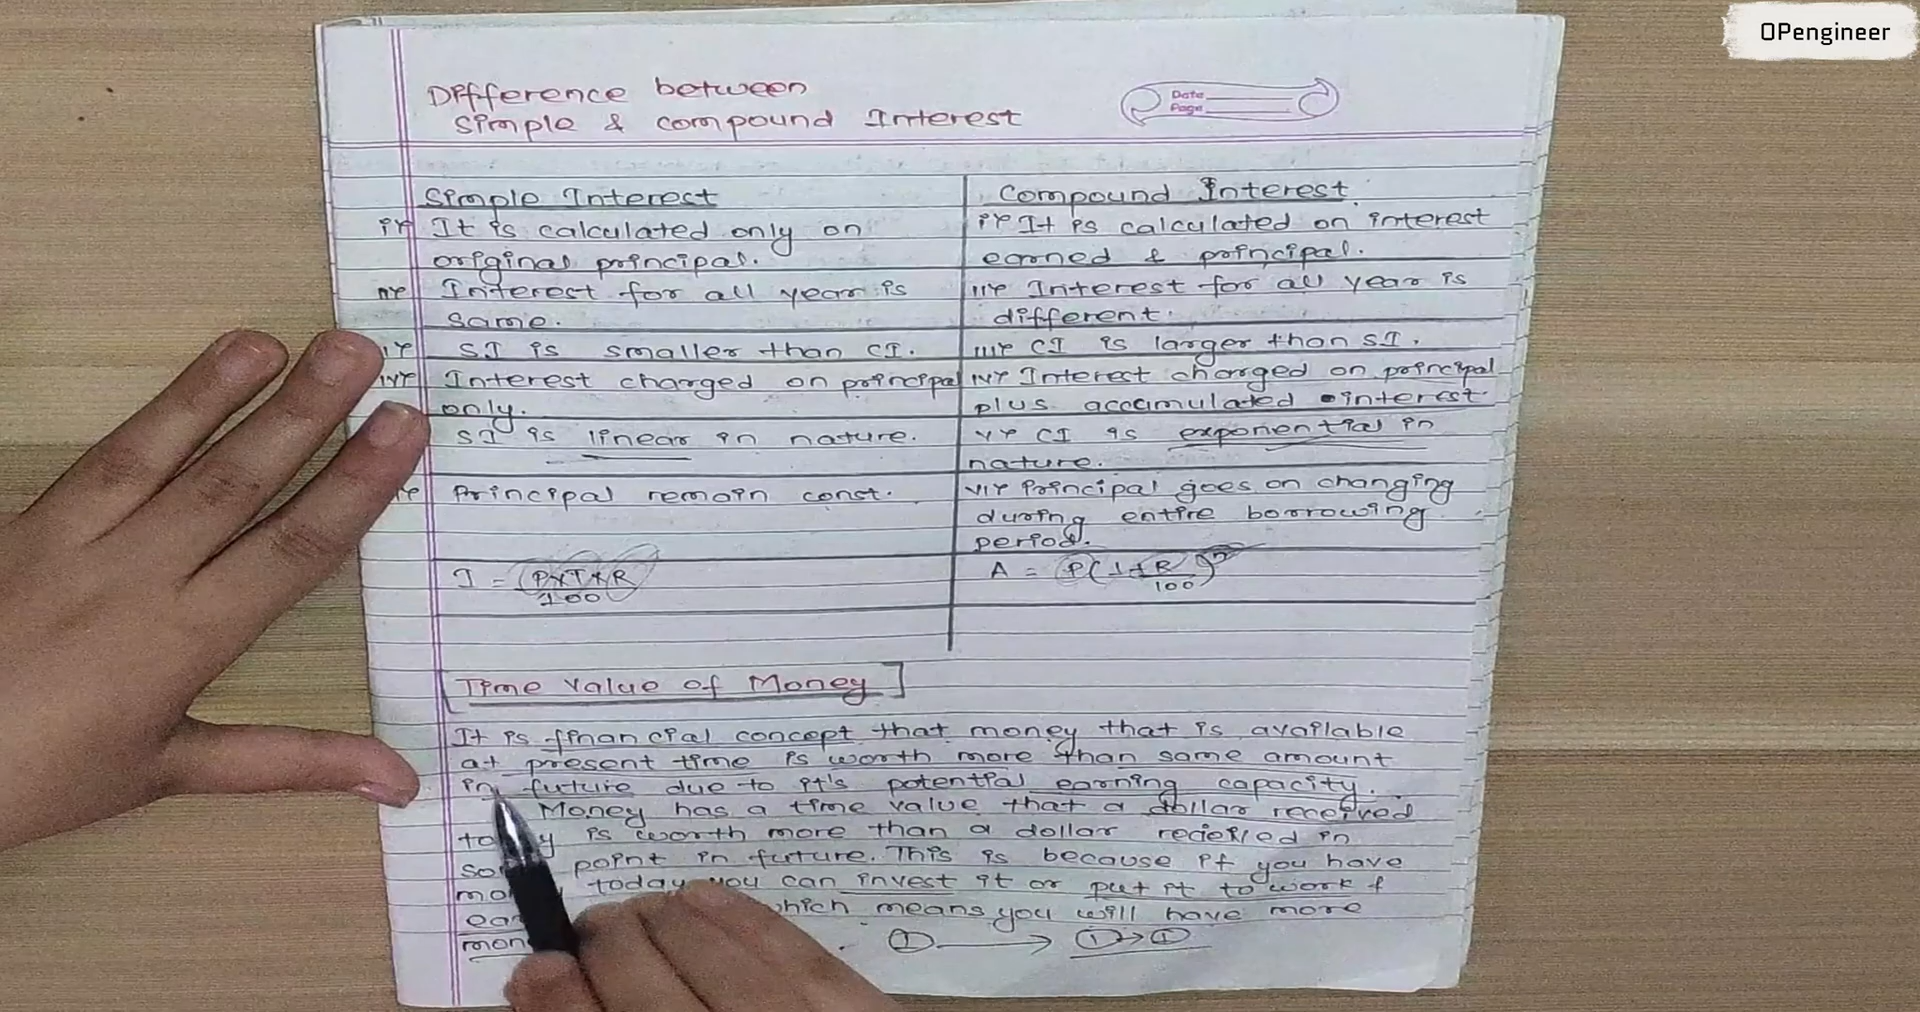 OPengineer
Difference between
Simple & compound Interest
Date
Page
Simple Interest
i) It is calculated only on
original principal.
ii) Interest for all year is
same.
SI is smaller than CI.
iv) Interest charged on principal
only.
SI is linear in nature.
Principal remain const.
I = P×T×R
100
Compound Interest
i) It is calculated on interest
earned & principal.
ii) Interest for all year is
different.
iii) CI is larger than SI.
iv) Interest charged on principal
plus accumulated interest.
v) CI is exponential in
nature.
vi) Principal goes on changing
during entire borrowing
period.
A = P(1+R
100
Time Value of Money
It is financial concept that money that is available
at present time is worth more than same amount
in future due to it's potential earning capacity.
Money has a time value that a dollar received
is worth more than a dollar in
point in future. This is because if you have
today you can invest it or put it to work &
which means you will have more
1 → 1 → 1